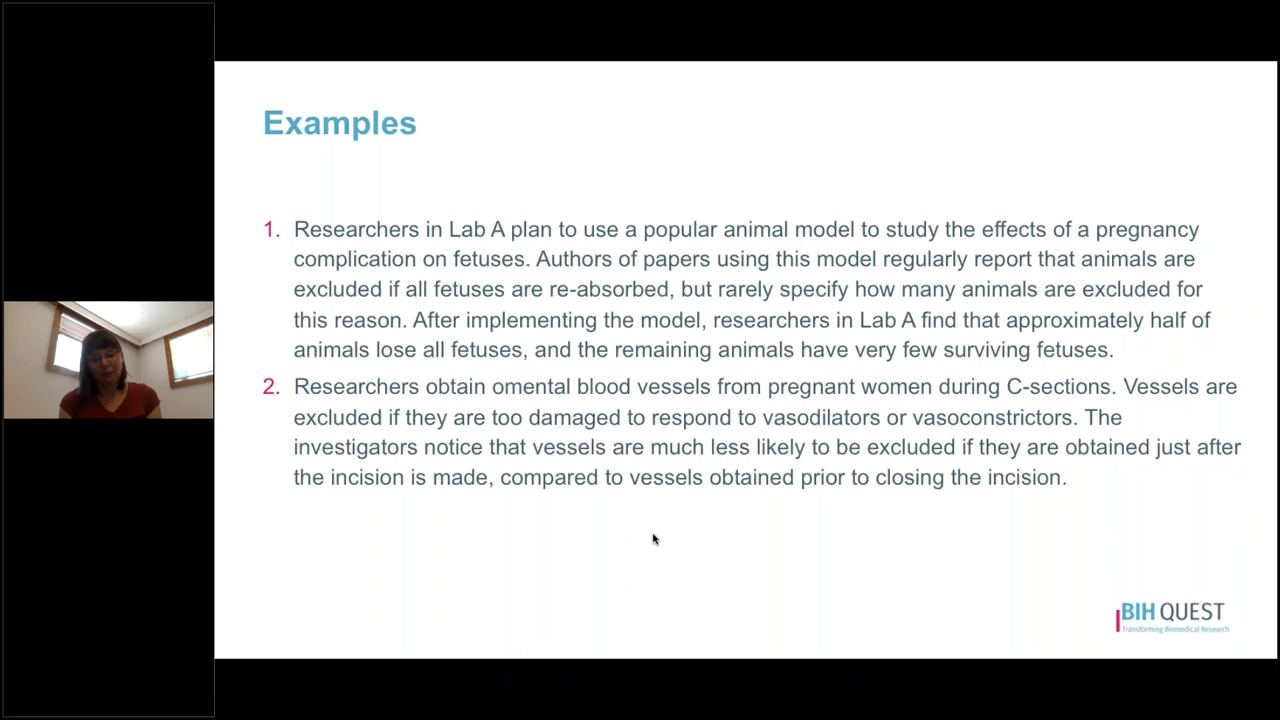 Examples
1. Researchers in Lab A plan to use a popular animal model to study the effects of a pregnancy
complication on fetuses. Authors of papers using this model regularly report that animals are
excluded if all fetuses are re-absorbed, but rarely specify how many animals are excluded for
this reason. After implementing the model, researchers in Lab A find that approximately half of
animals lose all fetuses, and the remaining animals have very few surviving fetuses.
2. Researchers obtain omental blood vessels from pregnant women during C-sections. Vessels are
excluded if they are too damaged to respond to vasodilators or vasoconstrictors. The
investigators notice that vessels are much less likely to be excluded if they are obtained just after
the incision is made, compared to vessels obtained prior to closing the incision.
BIH QUEST
Transforming Biomedical Research